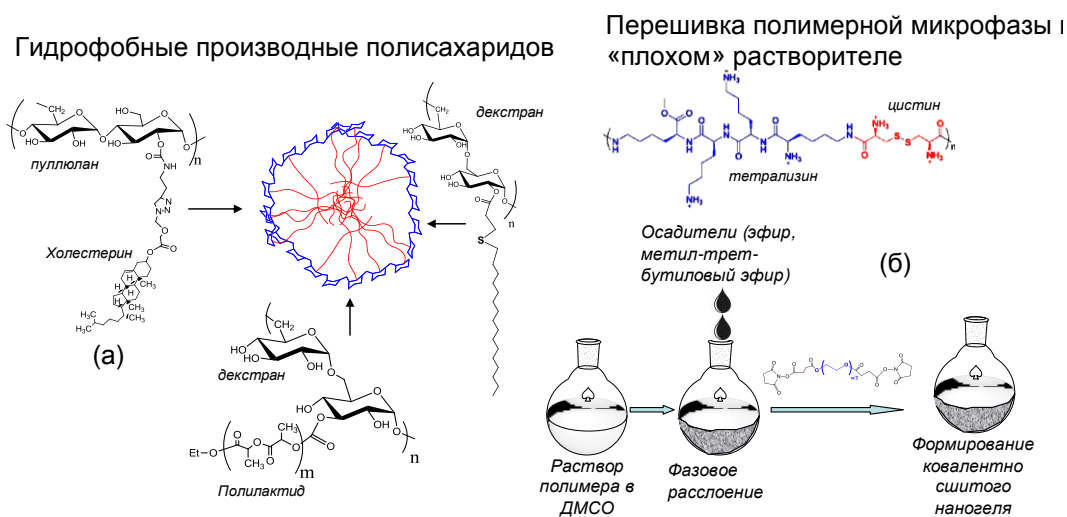 Гидрофобные производные полисахаридов
пуллюлан
Холестерин
(а)
декстран
декстран
Полилактид
Перешивка полимерной микрофазы
«плохом» растворителе
цистин
тетрализин
Осадители (эфир,
метил-трет-
бутиловый эфир)
(б)
Раствор
полимера в
ДМСО
Фазовое
расслоение
Формирование
ковалентно
сшитого
наногеля